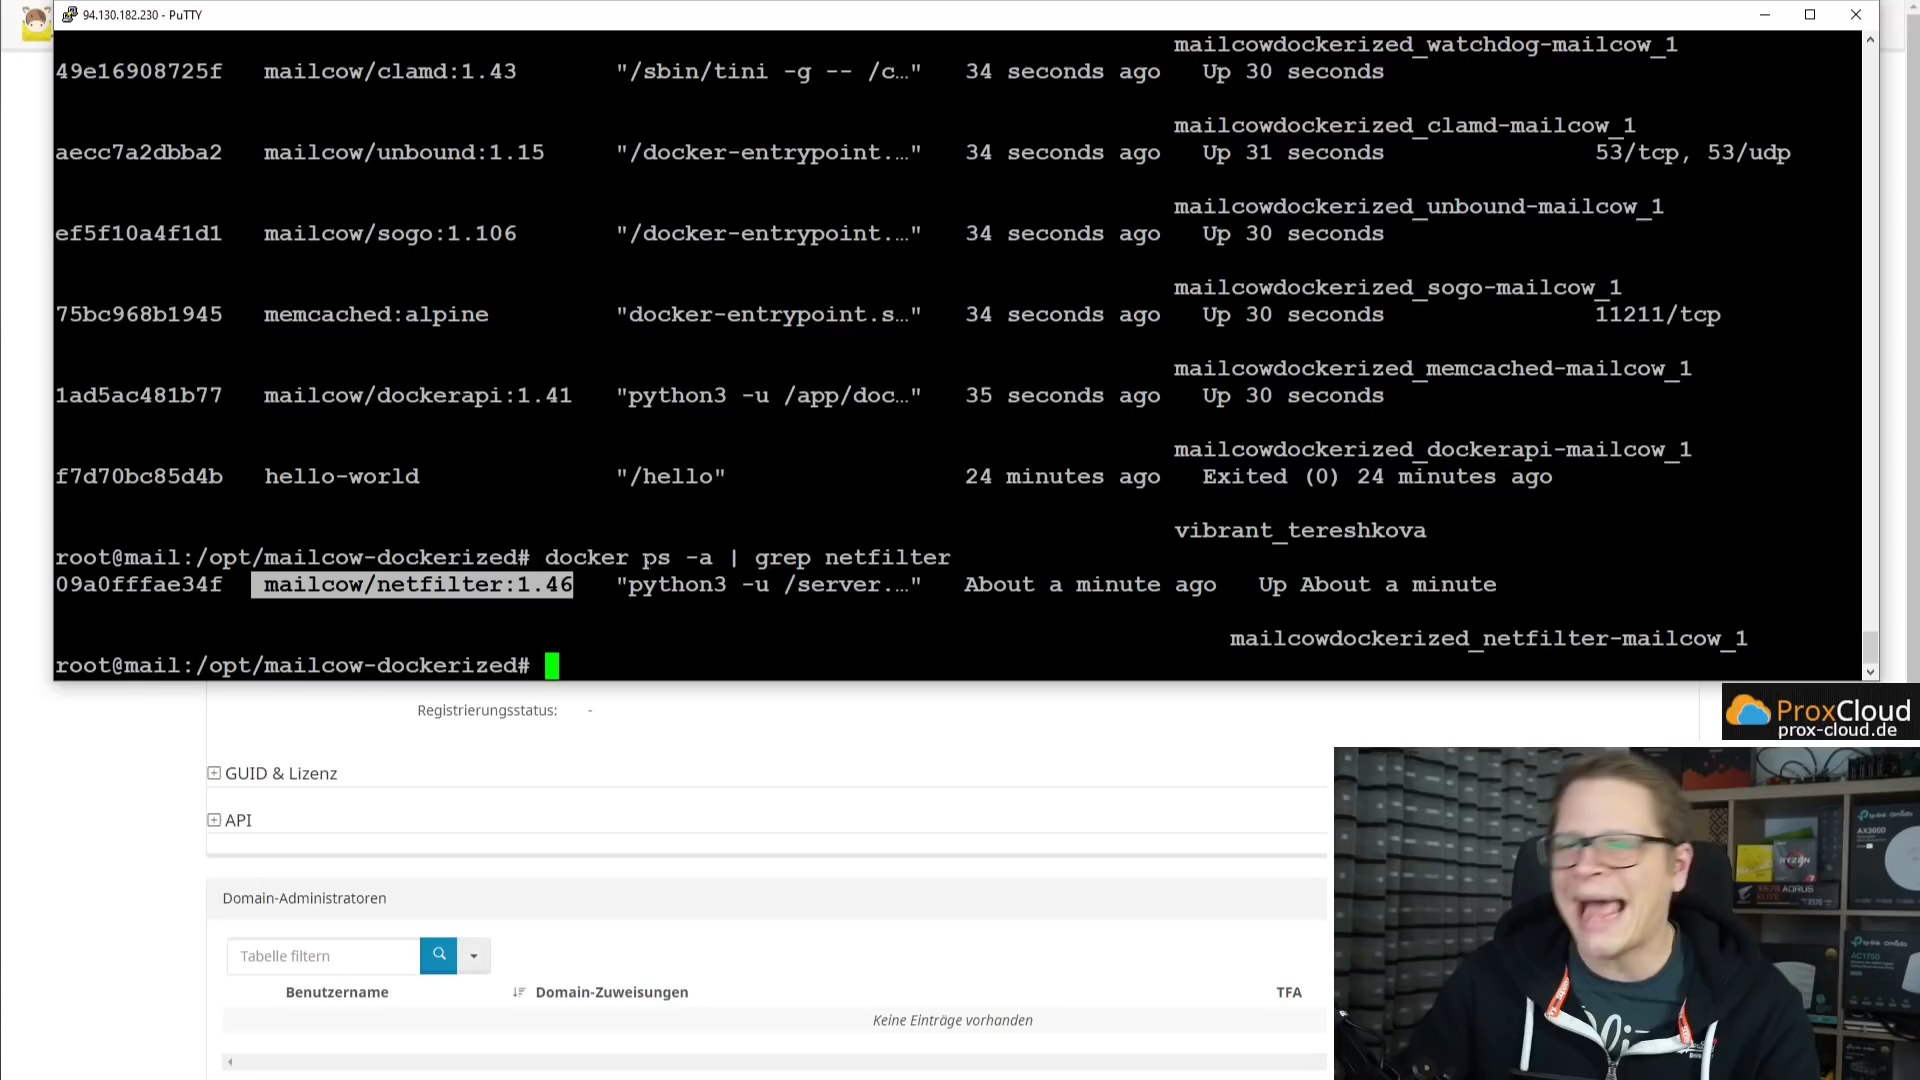 94.130.182.230 - PuTTY
mailcowdockerized_watchdog-mailcow_1
49e16908725f mailcow/clamd:1.43 "/sbin/tini -g -- /c…" 34 seconds ago Up 30 seconds
mailcowdockerized_clamd-mailcow_1
aecc7a2dbba2 mailcow/unbound:1.15 "/docker-entrypoint.…" 34 seconds ago Up 31 seconds 53/tcp, 53/udp
mailcowdockerized_unbound-mailcow_1
ef5f10a4f1d1 mailcow/sogo:1.106 "/docker-entrypoint.…" 34 seconds ago Up 30 seconds
mailcowdockerized_sogo-mailcow_1
75bc968b1945 memcached:alpine "docker-entrypoint.s…" 34 seconds ago Up 30 seconds 11211/tcp
mailcowdockerized_memcached-mailcow_1
1ad5ac481b77 mailcow/dockerapi:1.41 "python3 -u /app/doc…" 35 seconds ago Up 30 seconds
mailcowdockerized_dockerapi-mailcow_1
f7d70bc85d4b hello-world "/hello" 24 minutes ago Exited (0) 24 minutes ago
vibrant_tereshkova
root@mail:/opt/mailcow-dockerized# docker ps -a | grep netfilter
09a0fffae34f mailcow/netfilter:1.46 "python3 -u /server.…" About a minute ago Up About a minute
mailcowdockerized_netfilter-mailcow_1
root@mail:/opt/mailcow-dockerized#
Registrierungsstatus: -
ProxCloud
prox-cloud.de
GUID & Lizenz
API
Domain-Administratoren
Tabelle filtern
Benutzername Domain-Zuweisungen TFA
Keine Einträge vorhanden
AX3600
RYZEN
X570 AORUS
ELITE
AC1750